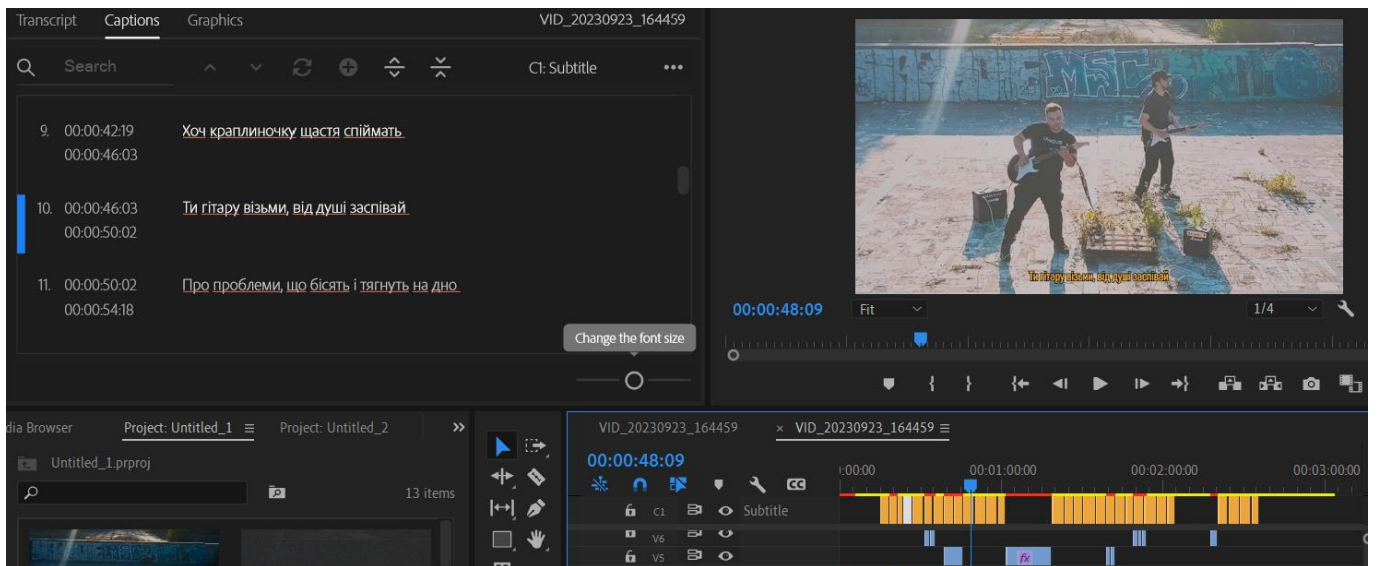 Transcript Captions Graphics VID_20230923_164459
Search C1: Subtitle
9. 00:00:42:19 Хоч краплиночку щастя спіймать
00:00:46:03
10. 00:00:46:03 Ти гітару візьми, від душі заспівай
00:00:50:02
11. 00:00:50:02 Про проблеми, що бісять і тягнуть на дно
00:00:54:18
Change the font size
MSC
Ти гітару візьми, від душі заспівай
00:00:48:09 Fit 1/4
dia Browser Project: Untitled_1 Project: Untitled_2
Untitled_1.prproj
13 items
VID_20230923_164459 × VID_20230923_164459
00:00:48:09
:00:00 00:01:00:00 00:02:00:00 00:03:00:00
CC
C1 Subtitle
V6
V5 fx